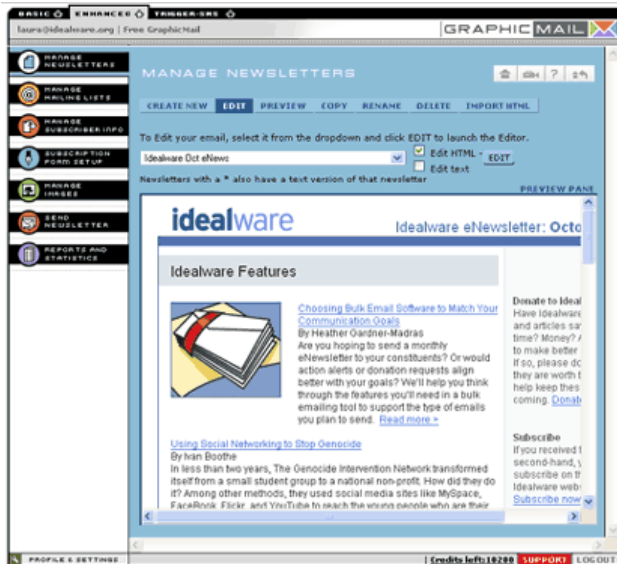 BASIC
ENHANCED
TRIGGER-SMS
laura@idealware.org | Free GraphicMail
GRAPHIC MAIL
MANAGE NEWSLETTERS
MANAGE MAILING LISTS
MANAGE SUBSCRIBER INFO
SUBSCRIPTION FORM SETUP
MANAGE IMAGES
SEND NEWSLETTER
REPORTS AND STATISTICS
MANAGE NEWSLETTERS
?
CREATE NEW EDIT PREVIEW COPY RENAME DELETE IMPORT HTML
To Edit your email, select it from the dropdown and click EDIT to launch the Editor.
Idealware Oct eNews
Edit HTML - EDIT
Edit text
Newsletters with a * also have a text version of that newsletter
PREVIEW PANE
idealware
Idealware eNewsletter: Octo
Idealware Features
Choosing Bulk Email Software to Match Your
Communication Goals
By Heather Gardner-Madras
Are you hoping to send a monthly
eNewsletter to your constituents? Or would
action alerts or donation requests align
better with your goals? We'll help you think
through the features you'll need in a bulk
emailing tool to support the type of emails
you plan to send. Read more >
Using Social Networking to Stop Genocide
By Ivan Boothe
In less than two years, The Genocide Intervention Network transformed
itself from a small student group to a national non-profit. How did they do
it? Among other methods, they used social media sites like MySpace,
FaceBook, Flickr, and YouTube to reach the young people who are their
Donate to Ideal
Have Idealware
and articles sa
time? Money?
to make better
If so, please do
they are worth t
help keep thes
coming. Donat
Subscribe
If you received t
second-hand, y
subscribe on t
Idealware web
Subscribe now
PROFILE & SETTINGS
Credits left:10200 SUPPORT LOGOUT